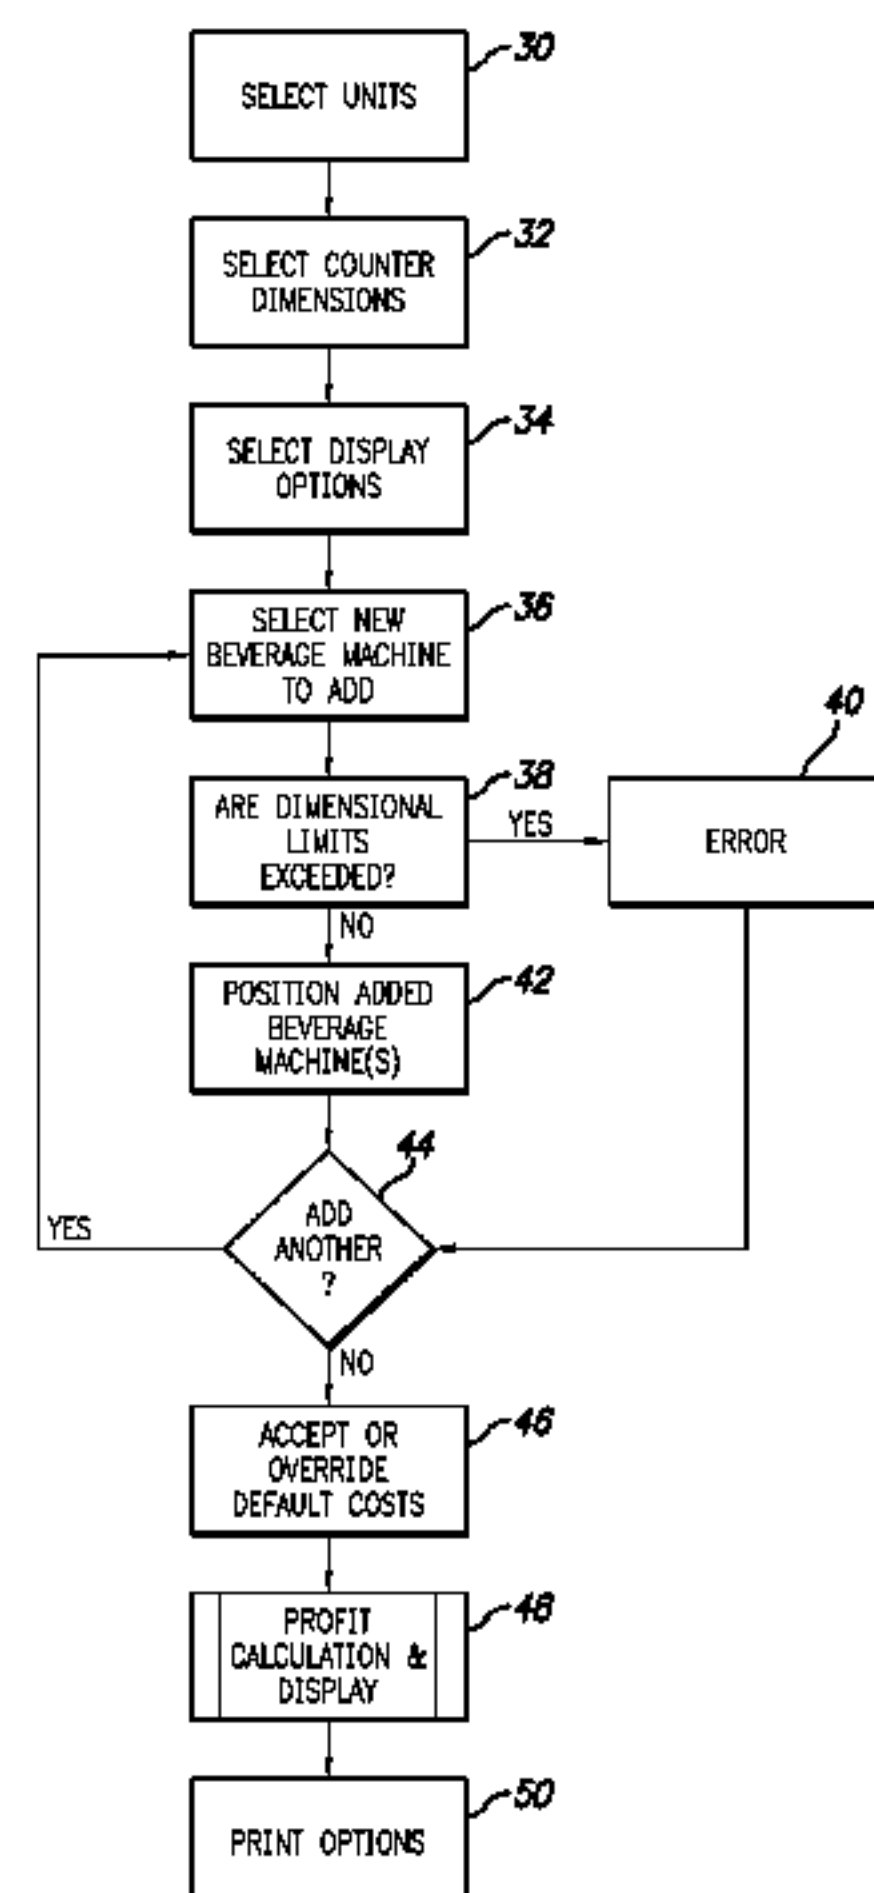 30
SELECT UNITS
32
SELECT COUNTER
DIMENSIONS
34
SELECT DISPLAY
OPTIONS
36
SELECT NEW
BEVERAGE MACHINE
TO ADD
38
ARE DIMENSIONAL
LIMITS
EXCEEDED?
YES
40
ERROR
NO
42
POSITION ADDED
BEVERAGE
MACHINE(S)
44
ADD
ANOTHER
?
YES
NO
46
ACCEPT OR
OVERRIDE
DEFAULT COSTS
48
PROFIT
CALCULATION &
DISPLAY
50
PRINT OPTIONS